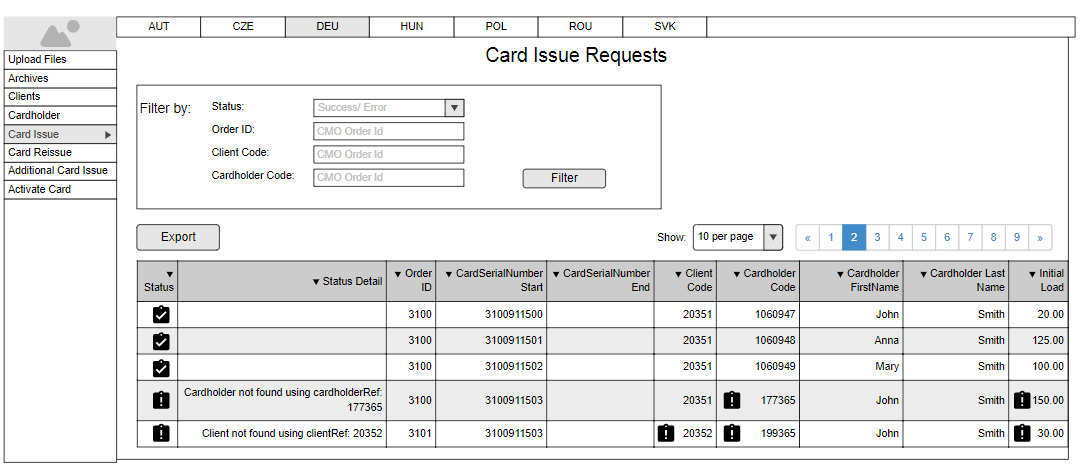 AUT CZE DEU HUN POL ROU SVK
Upload Files
Archives
Clients
Cardholder
Card Issue
Card Reissue
Additional Card Issue
Activate Card
Card Issue Requests
Filter by:
Status: Success/ Error
Order ID: CMO Order Id
Client Code: CMO Order Id
Cardholder Code: CMO Order Id
Filter
Export
Show: 10 per page
« 1 2 3 4 5 6 7 8 9 »
▼ Status ▼ Status Detail ▼ Order ID ▼ CardSerialNumber Start ▼ CardSerialNumber End ▼ Client Code ▼ Cardholder Code ▼ Cardholder FirstName ▼ Cardholder Last Name ▼ Initial Load
3100 3100911500 20351 1060947 John Smith 20.00
3100 3100911501 20351 1060948 Anna Smith 125.00
3100 3100911502 20351 1060949 Mary Smith 100.00
Cardholder not found using cardholderRef: 177365 3100 3100911503 20351 177365 John Smith 150.00
Client not found using clientRef: 20352 3101 3100911503 20352 199365 John Smith 30.00